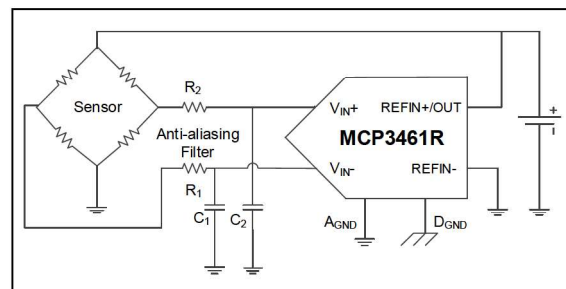 R2
Sensor
VIN+
REFIN+/OUT
+
MCP3461R
-
Anti-aliasing
Filter
VIN-
REFIN-
R1
C1
C2
AGND
DGND